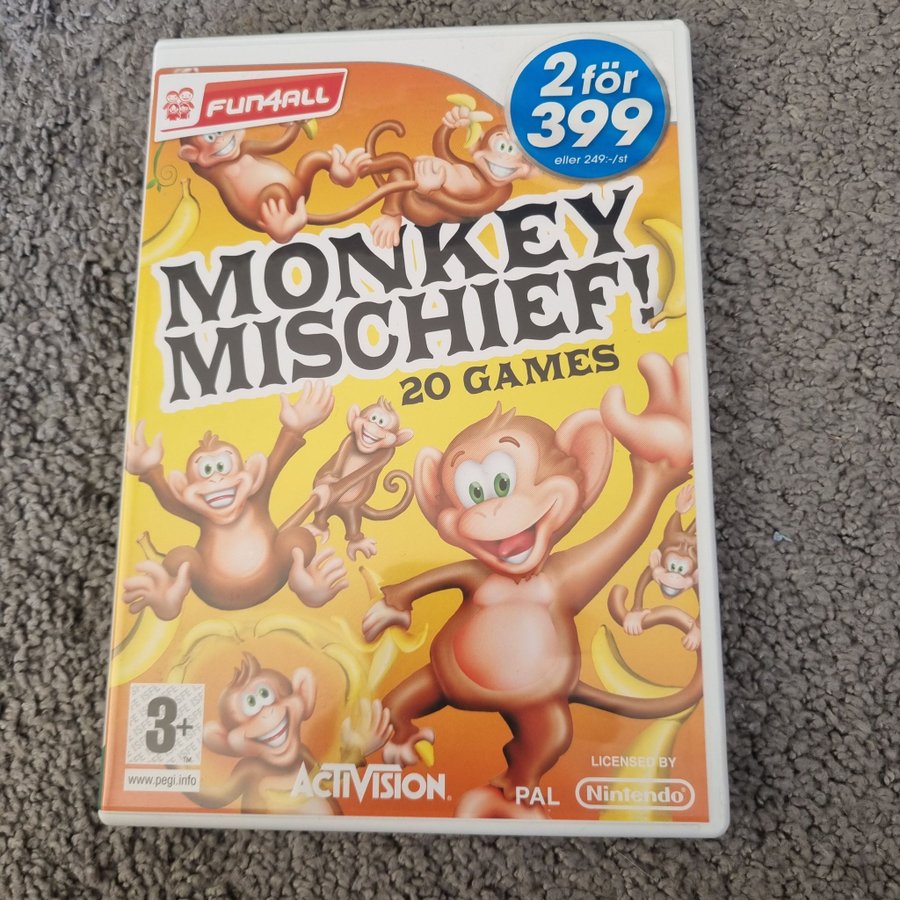 FUN4ALL
2 för
399
eller 249:-/st
MONKEY
MISCHIEF!
20 GAMES
3+
™
www.pegi.info
ACTIVISION®
PAL
LICENSED BY
Nintendo